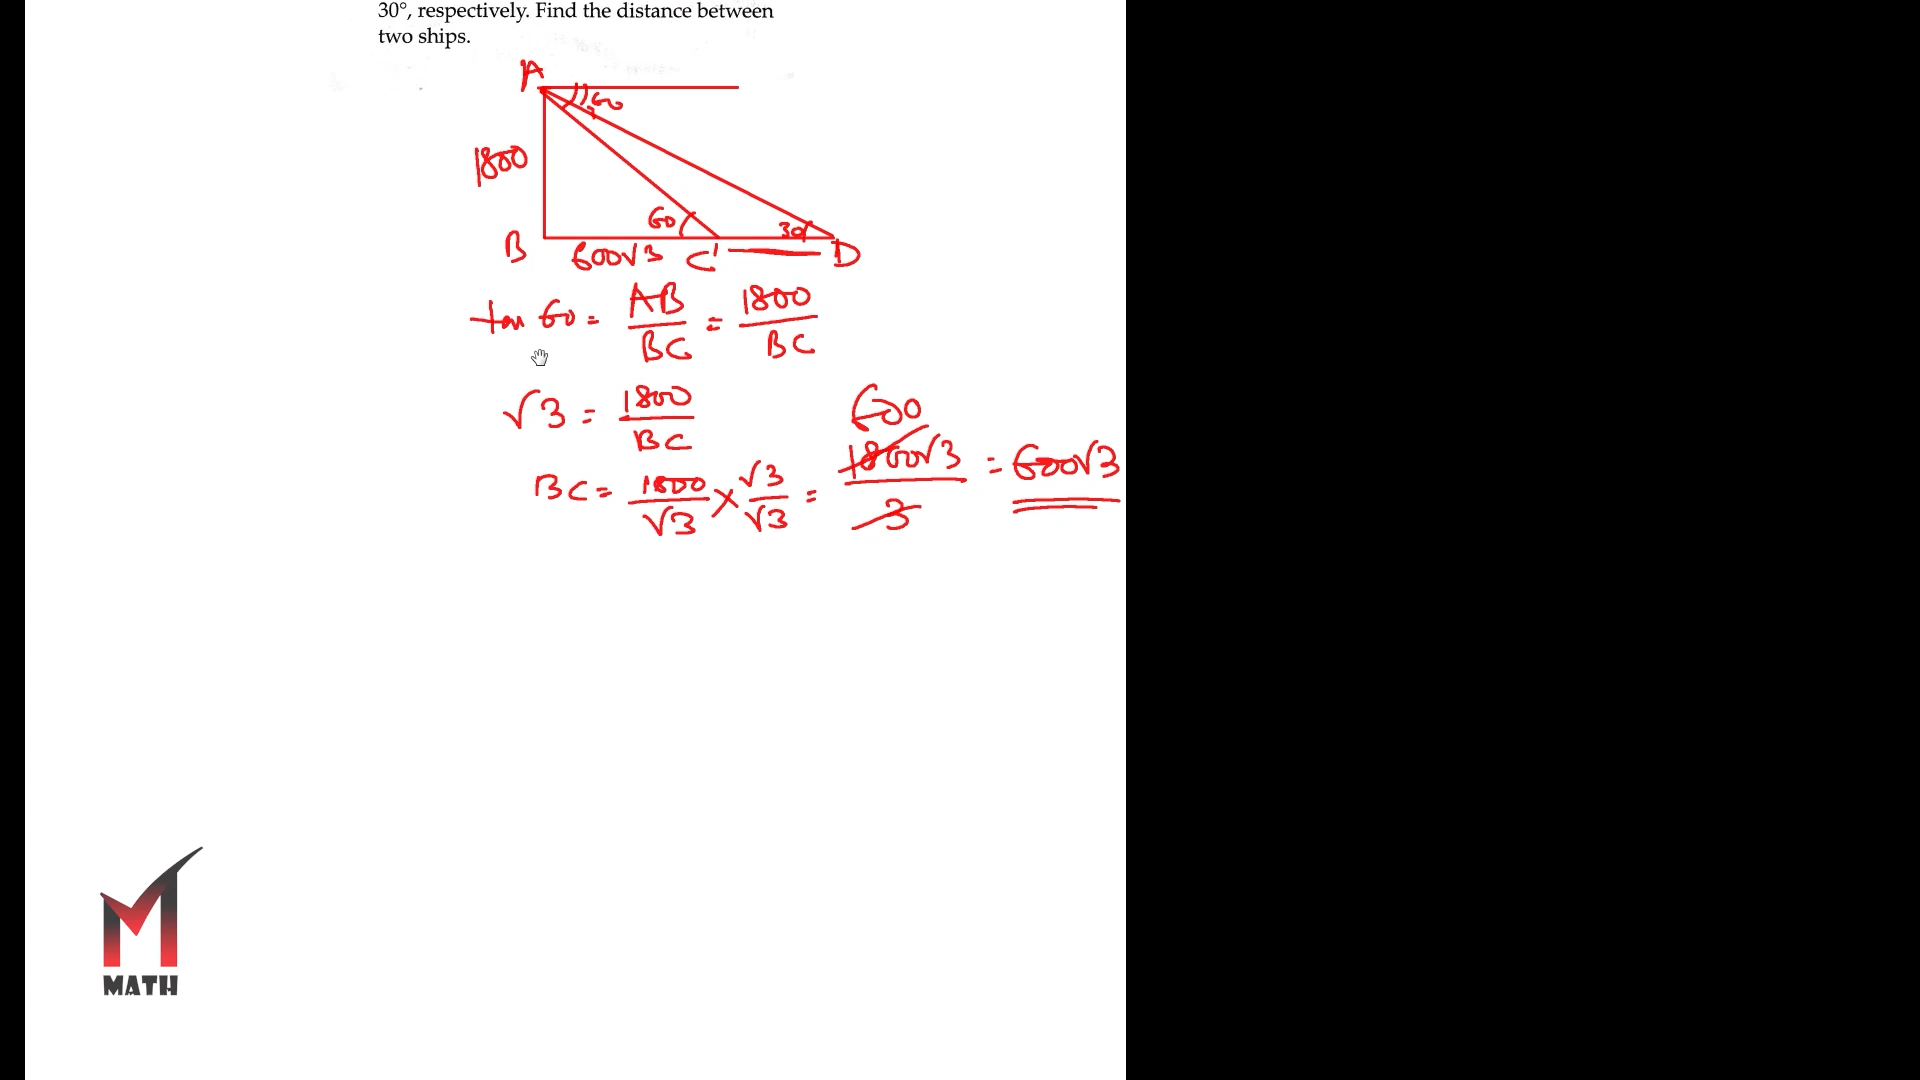 30°, respectively. Find the distance between
two ships.
A
60
1800
60
30
B 600√3 C D
tan 60 = AB/BC = 1800/BC
√3 = 1800/BC
600
BC = 1800/√3 × √3/√3 = 1800√3/3 = 600√3
MATH